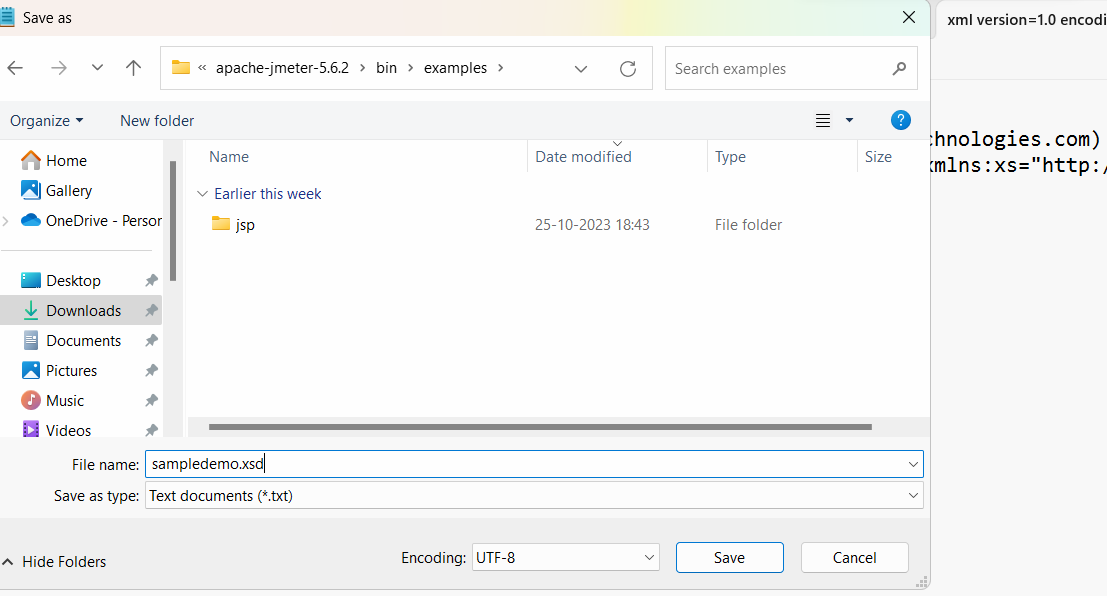 Save as
xml version=1.0 encodi
« apache-jmeter-5.6.2 > bin > examples >
Search examples
Organize
New folder
?
chnologies.com)
xmlns:xs="http:/
Home
Gallery
OneDrive - Persor
Desktop
Downloads
Documents
Pictures
Music
Videos
Name
Date modified
Type
Size
Earlier this week
jsp
25-10-2023 18:43
File folder
File name:
sampledemo.xsd
Save as type:
Text documents (*.txt)
Hide Folders
Encoding:
UTF-8
Save
Cancel